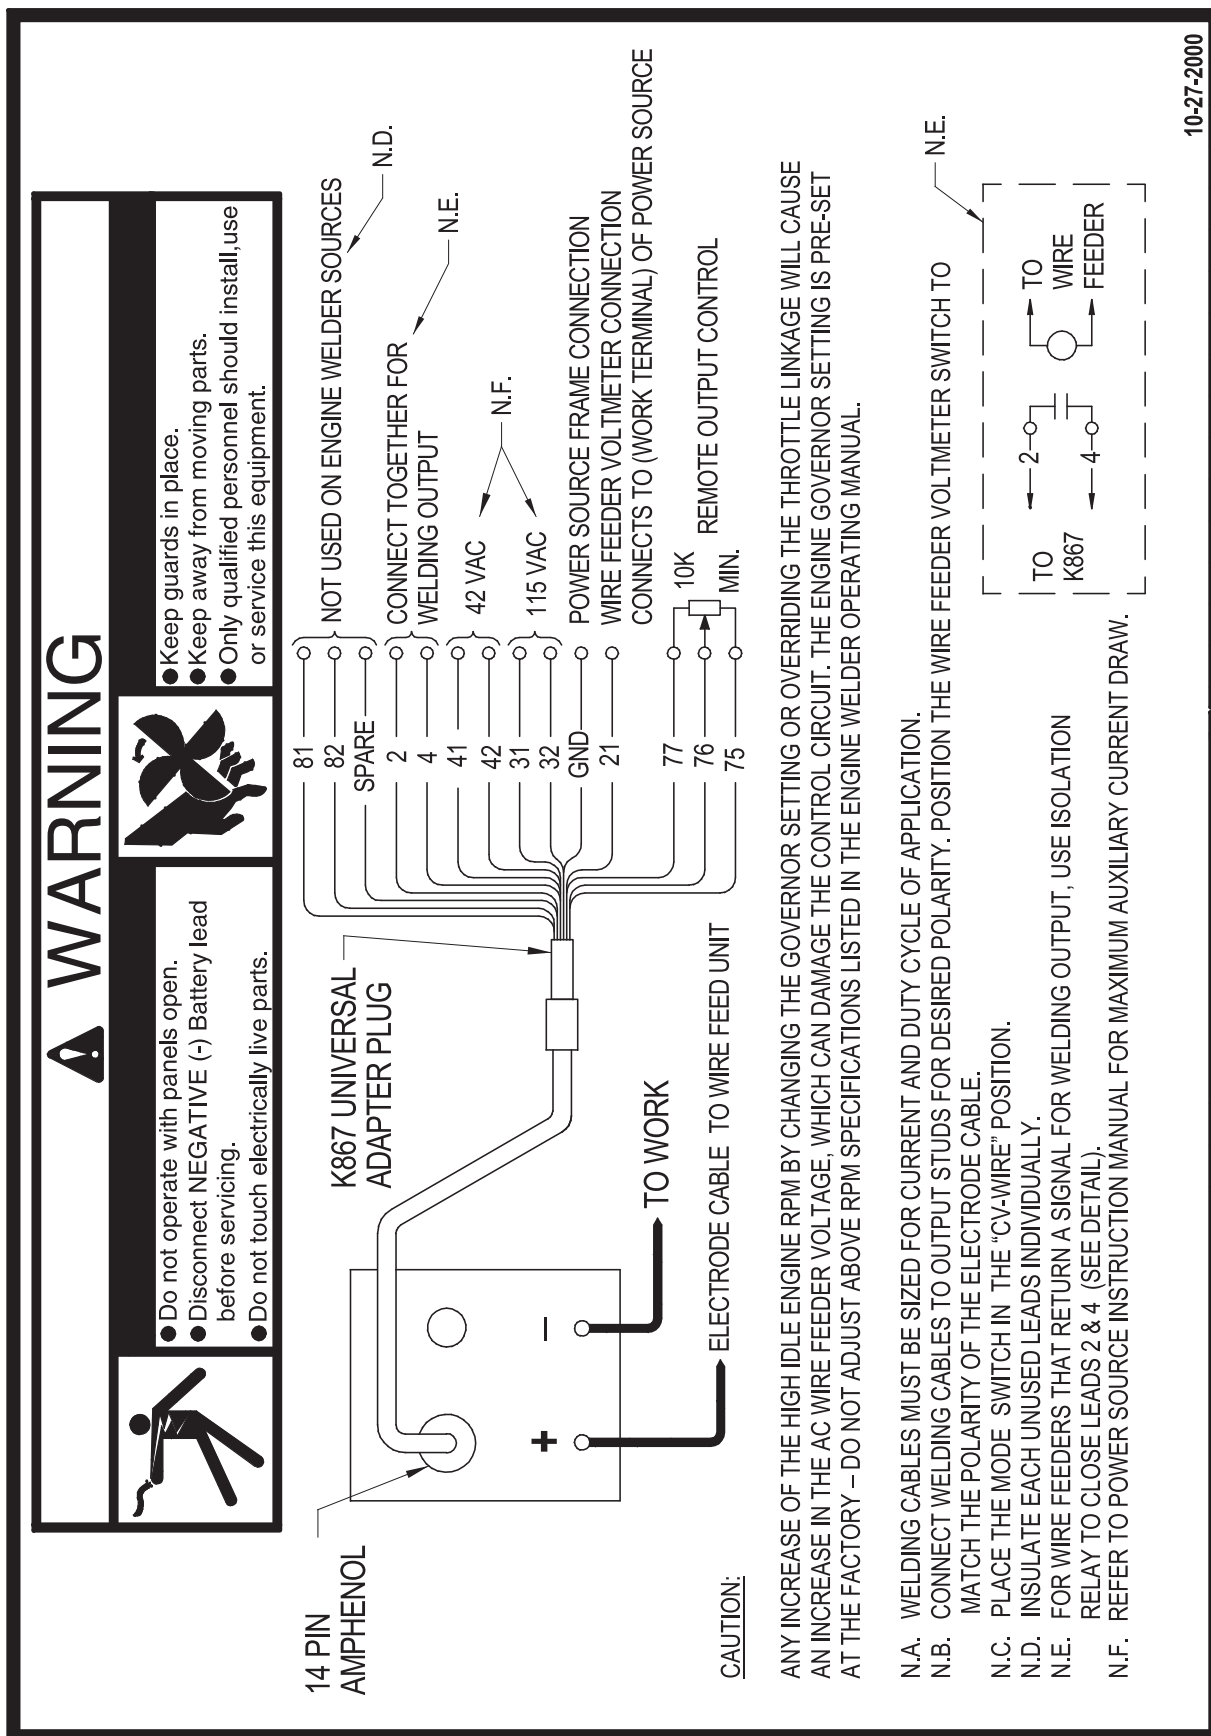 WARNING
● Do not operate with panels open.
● Disconnect NEGATIVE (-) Battery lead
before servicing.
● Do not touch electrically live parts.
● Keep guards in place.
● Keep away from moving parts.
● Only qualified personnel should install,use
or service this equipment.
14 PIN
AMPHENOL
K867 UNIVERSAL
ADAPTER PLUG
81
82
SPARE
2
4
41
42
31
32
GND
21
77
76
75
NOT USED ON ENGINE WELDER SOURCES
N.D.
CONNECT TOGETHER FOR
WELDING OUTPUT
N.E.
42 VAC
115 VAC
N.F.
POWER SOURCE FRAME CONNECTION
WIRE FEEDER VOLTMETER CONNECTION
CONNECTS TO (WORK TERMINAL) OF POWER SOURCE
10K
REMOTE OUTPUT CONTROL
MIN.
+
–
TO WORK
ELECTRODE CABLE TO WIRE FEED UNIT
CAUTION:
ANY INCREASE OF THE HIGH IDLE ENGINE RPM BY CHANGING THE GOVERNOR SETTING OR OVERRIDING THE THROTTLE LINKAGE WILL CAUSE
AN INCREASE IN THE AC WIRE FEEDER VOLTAGE, WHICH CAN DAMAGE THE CONTROL CIRCUIT. THE ENGINE GOVERNOR SETTING IS PRE-SET
AT THE FACTORY – DO NOT ADJUST ABOVE RPM SPECIFICATIONS LISTED IN THE ENGINE WELDER OPERATING MANUAL.
N.A. WELDING CABLES MUST BE SIZED FOR CURRENT AND DUTY CYCLE OF APPLICATION.
N.B. CONNECT WELDING CABLES TO OUTPUT STUDS FOR DESIRED POLARITY. POSITION THE WIRE FEEDER VOLTMETER SWITCH TO
MATCH THE POLARITY OF THE ELECTRODE CABLE.
N.C. PLACE THE MODE SWITCH IN THE “CV-WIRE” POSITION.
N.D. INSULATE EACH UNUSED LEADS INDIVIDUALLY.
N.E. FOR WIRE FEEDERS THAT RETURN A SIGNAL FOR WELDING OUTPUT, USE ISOLATION
RELAY TO CLOSE LEADS 2 & 4 (SEE DETAIL).
N.F. REFER TO POWER SOURCE INSTRUCTION MANUAL FOR MAXIMUM AUXILIARY CURRENT DRAW.
N.E.
TO
K867
2
4
TO
WIRE
FEEDER
10-27-2000